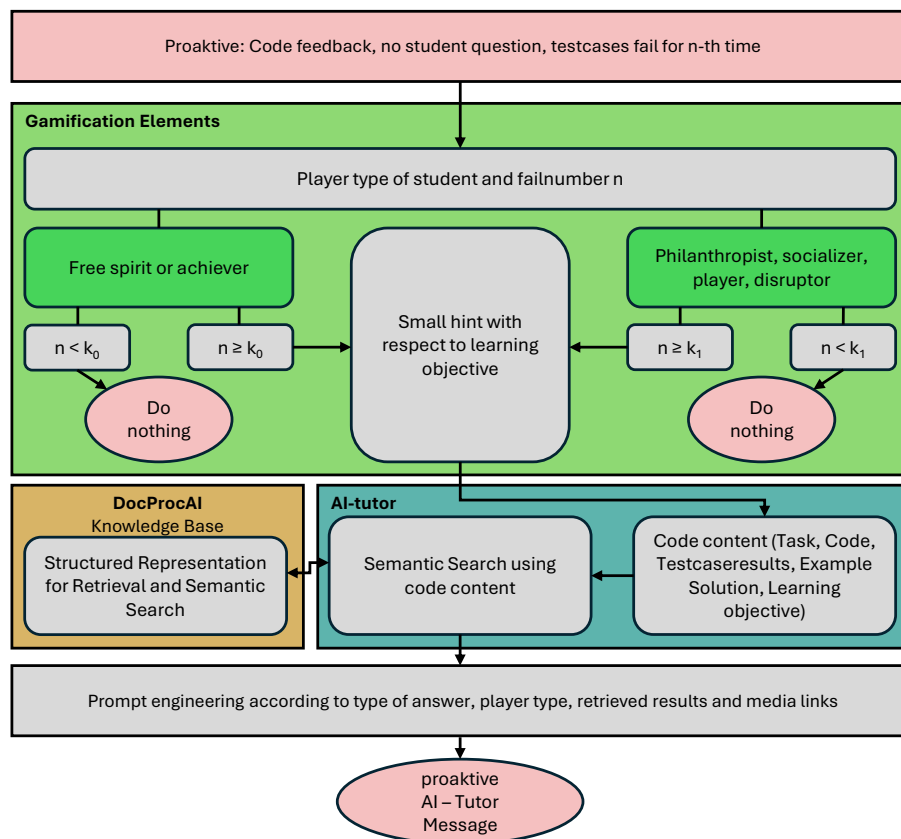 Proaktive: Code feedback, no student question, testcases fail for n-th time
Gamification Elements
Player type of student and failnumber n
Free spirit or achiever
Philanthropist, socializer,
player, disruptor
Small hint with
respect to learning
objective
n < k₀
n ≥ k₀
n ≥ k₁
n < k₁
Do
nothing
Do
nothing
DocProcAI
Knowledge Base
Structured Representation
for Retrieval and Semantic
Search
AI-tutor
Semantic Search using
code content
Code content (Task, Code,
Testcaseresults, Example
Solution, Learning
objective)
Prompt engineering according to type of answer, player type, retrieved results and media links
proaktive
AI – Tutor
Message